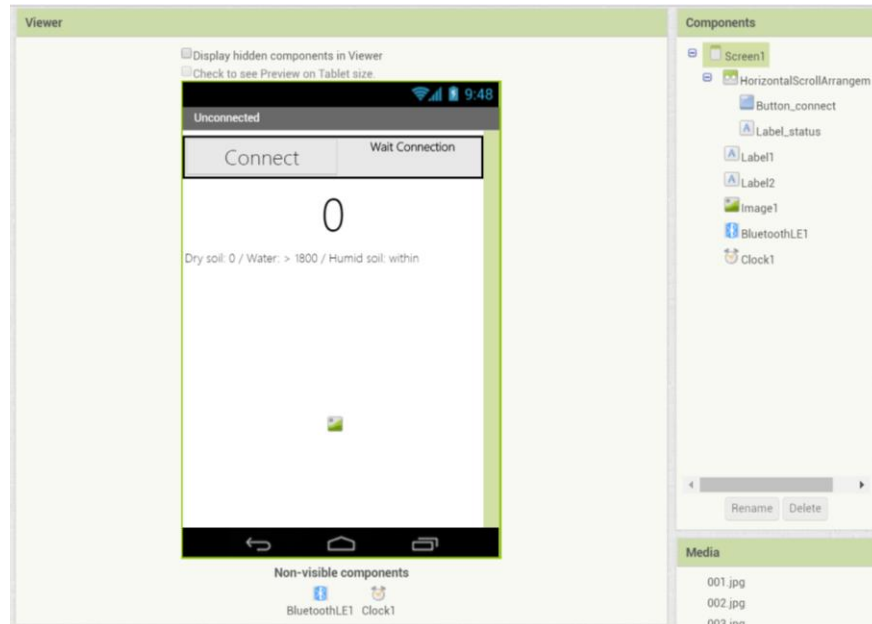 Viewer
Display hidden components in Viewer
Check to see Preview on Tablet size.
9:48
Unconnected
Connect
Wait Connection
0
Dry soil: 0 / Water: > 1800 / Humid soil: within
Non-visible components
BluetoothLE1 Clock1
Components
Screen1
HorizontalScrollArrangem
Button_connect
A Label_status
A Label1
A Label2
Image1
BluetoothLE1
Clock1
Rename Delete
Media
001.jpg
002.jpg
003.jpg